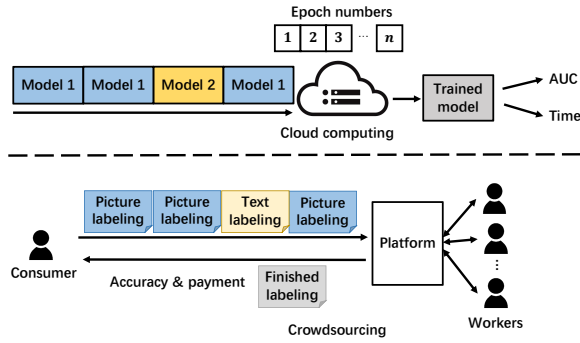 Epoch numbers
1 2 3 ... n
Model 1 Model 1 Model 2 Model 1
Trained model
AUC
Time
Cloud computing
Picture labeling Picture labeling Text labeling Picture labeling
Platform
Consumer
Accuracy & payment
Finished labeling
⋮
Crowdsourcing
Workers